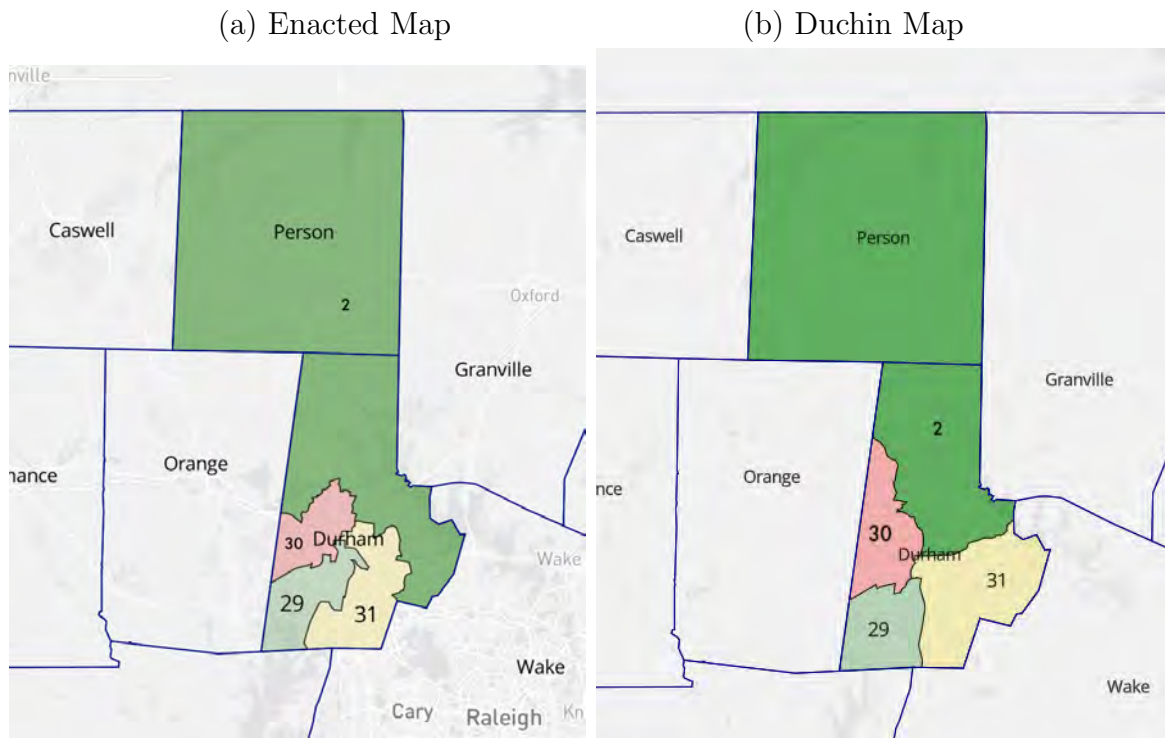 (a) Enacted Map
nville
Caswell
Person
2
Oxford
Granville
nance
Orange
30
Durham
29
31
Wake
Wake
Cary
Raleigh
Kn
(b) Duchin Map
Caswell
Person
Granville
2
nce
Orange
30
Durham
31
29
Wake